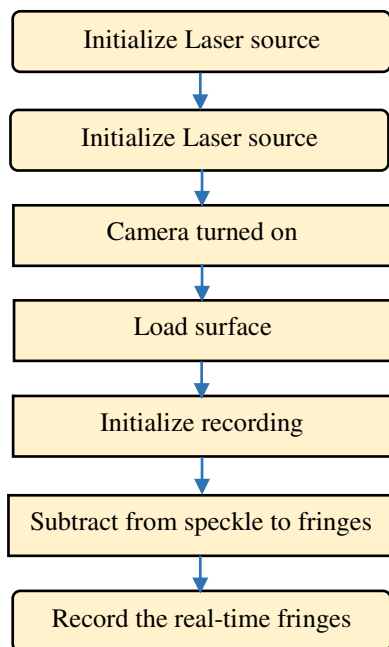 Initialize Laser source
Initialize Laser source
Camera turned on
Load surface
Initialize recording
Subtract from speckle to fringes
Record the real-time fringes